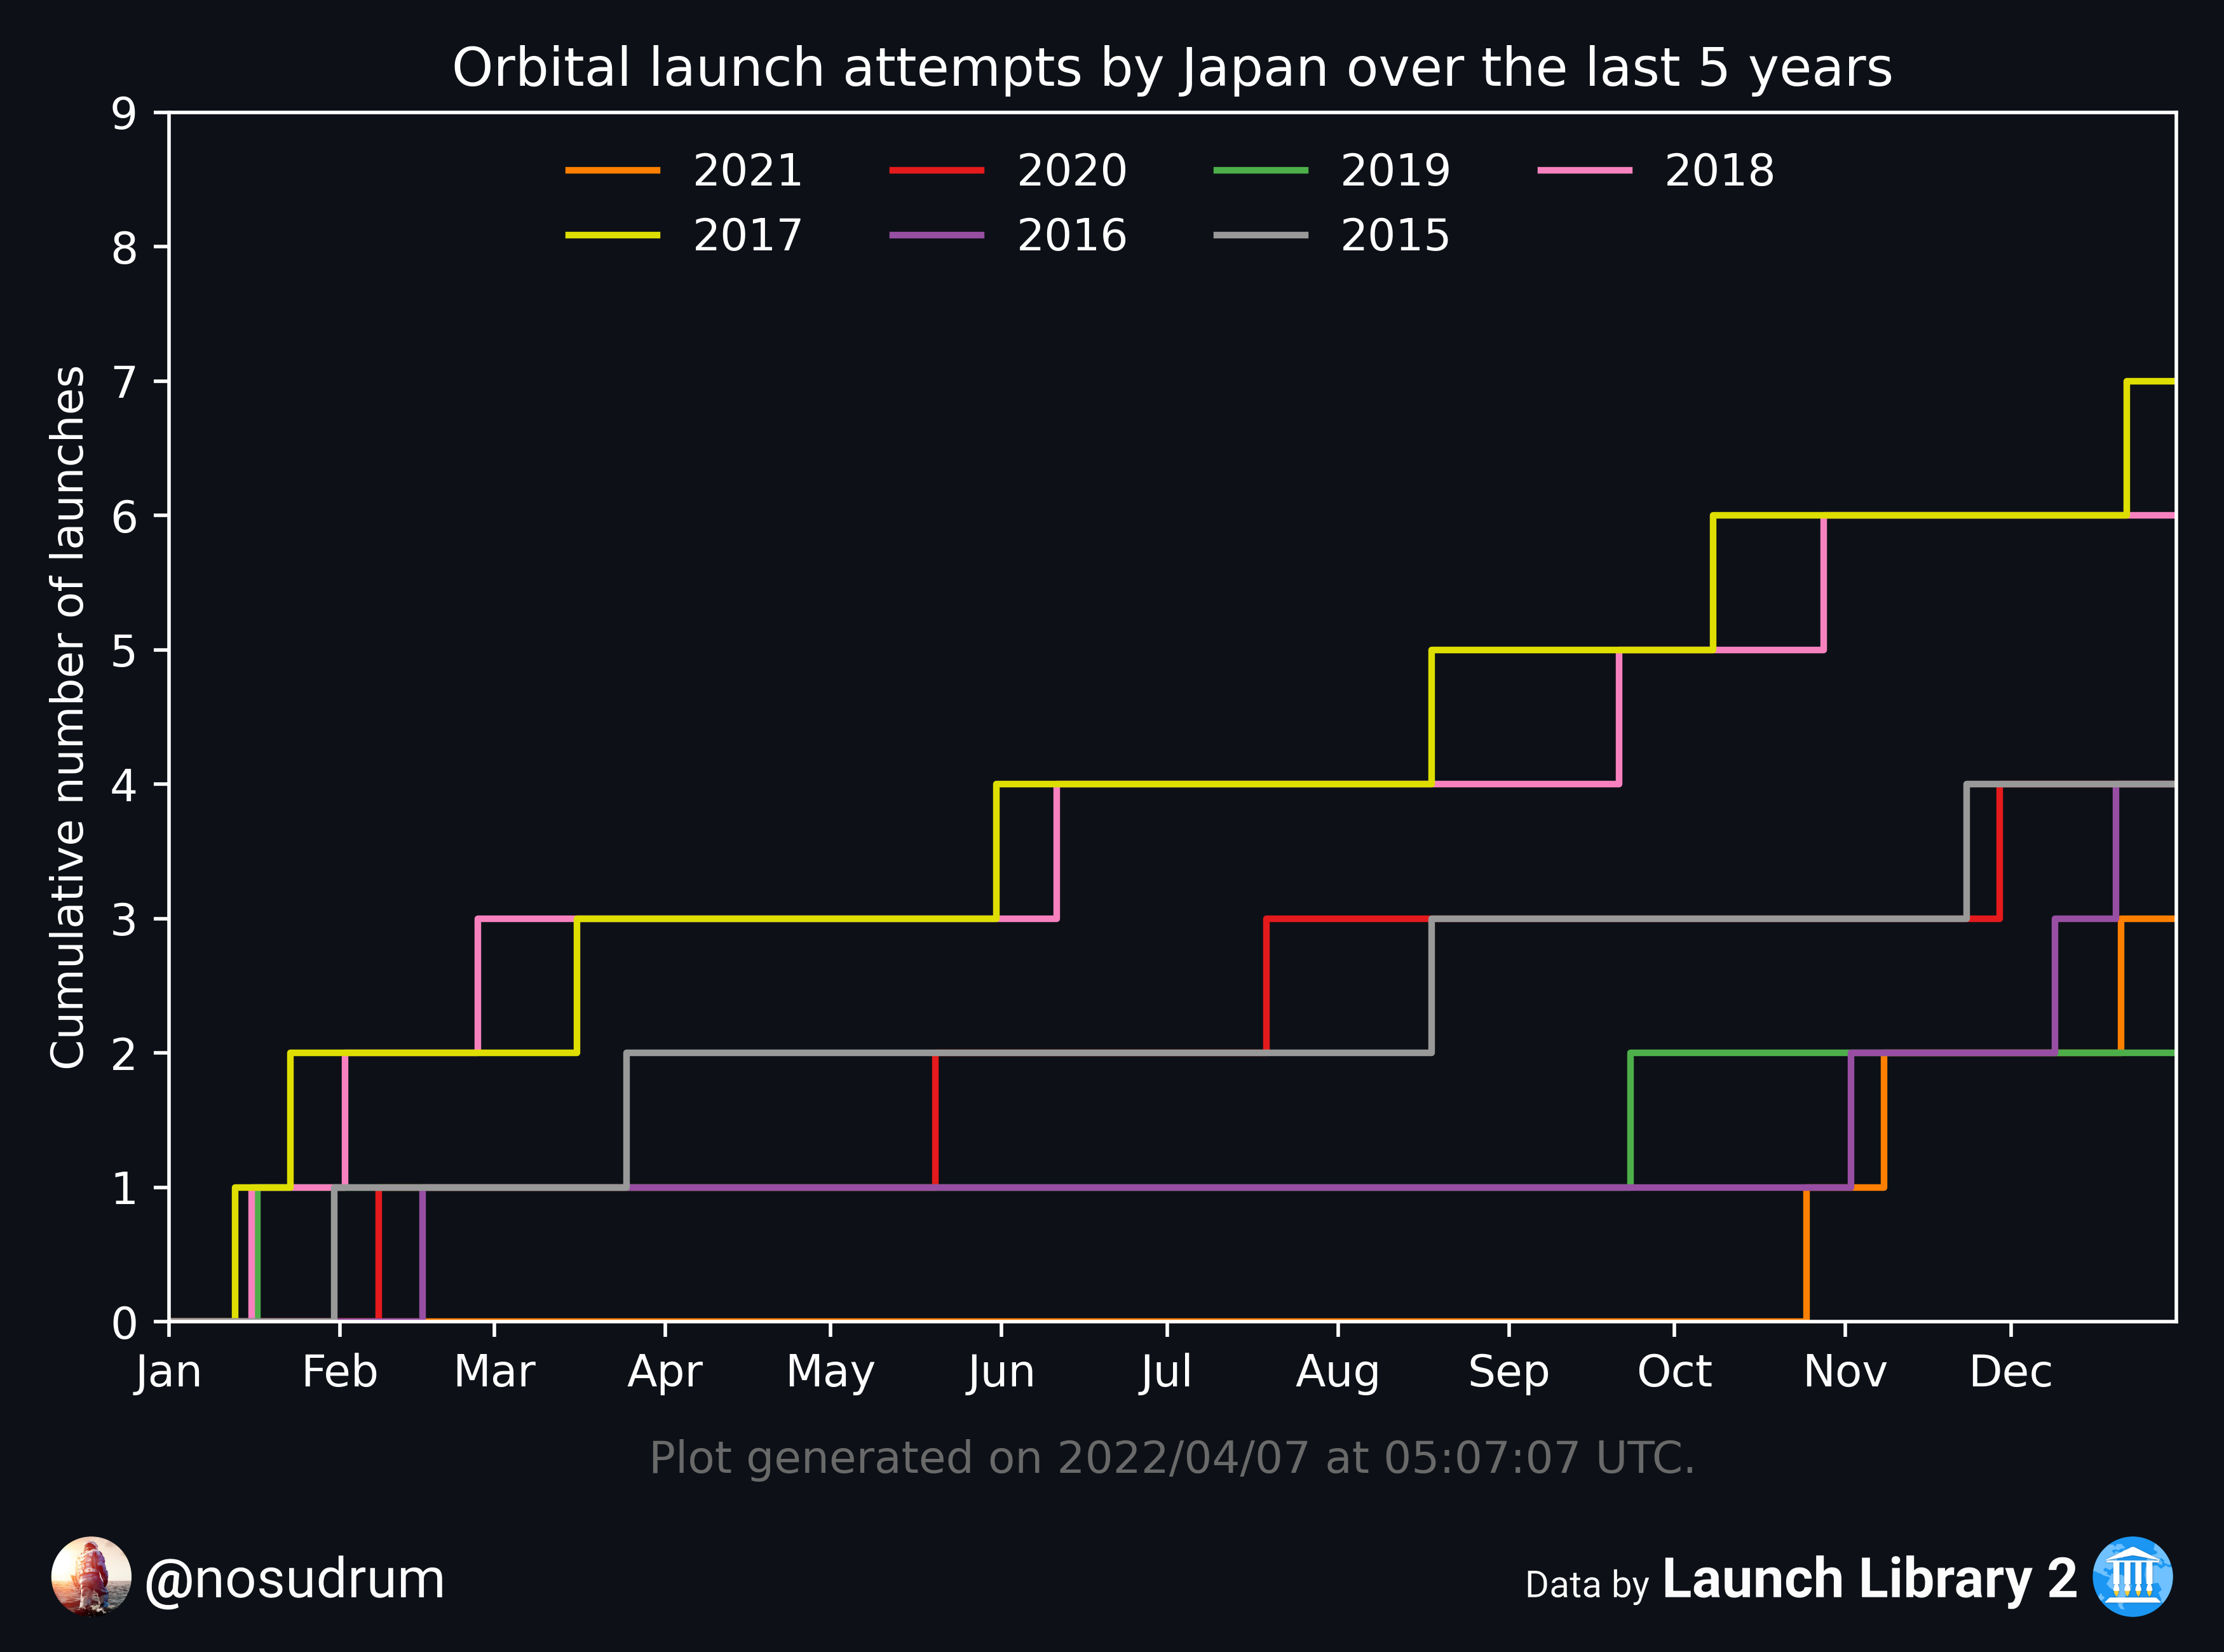 Orbital launch attempts by Japan over the last 5 years
2021 2020 2019 2018
2017 2016 2015
Cumulative number of launches
9
8
7
6
5
4
3
2
1
0
Jan Feb Mar Apr May Jun Jul Aug Sep Oct Nov Dec
Plot generated on 2022/04/07 at 05:07:07 UTC.
@nosudrum
Data by Launch Library 2